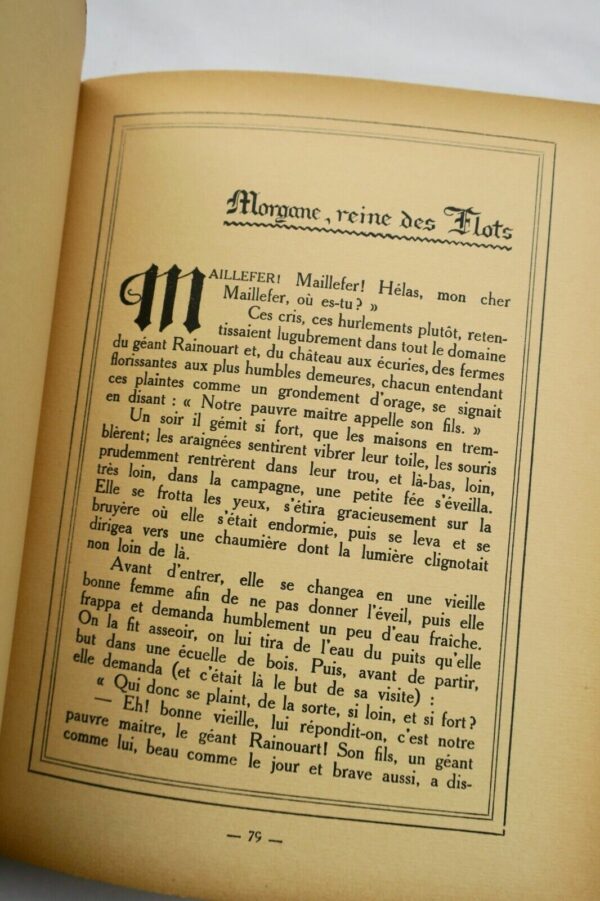 Morgane, reine des Flots
MAILLEFER! Maillefer! Hélas, mon cher
Maillefer, où es-tu? »
Ces cris, ces hurlements plutôt, reten-
tissaient lugubrement dans tout le domaine
du géant Rainouart et, du château aux écuries, des fermes
florissantes aux plus humbles demeures, chacun entendant
ces plaintes comme un grondement d'orage, se signait
en disant : « Notre pauvre maître appelle son fils. »
Un soir il gémit si fort, que les maisons en trem-
blèrent; les araignées sentirent vibrer leur toile, les souris
prudemment rentrèrent dans leur trou, et là-bas, loin,
très loin, dans la campagne, une petite fée s'éveilla.
Elle se frotta les yeux, s'étira gracieusement sur la
bruyère où elle s'était endormie, puis se leva et se
dirigea vers une chaumière dont la lumière clignotait
non loin de là.
Avant d'entrer, elle se changea en une vieille
bonne femme afin de ne pas donner l'éveil, puis elle
frappa et demanda humblement un peu d'eau fraîche.
On la fit asseoir, on lui tira de l'eau du puits qu'elle
but dans une écuelle de bois. Puis, avant de partir,
elle demanda (et c'était là le but de sa visite) :
« Qui donc se plaint, de la sorte, si loin, et si fort?
— Eh! bonne vieille, lui répondit-on, c'est notre
pauvre maître, le géant Rainouart! Son fils, un géant
comme lui, beau comme le jour et brave aussi, a dis-
— 79 —